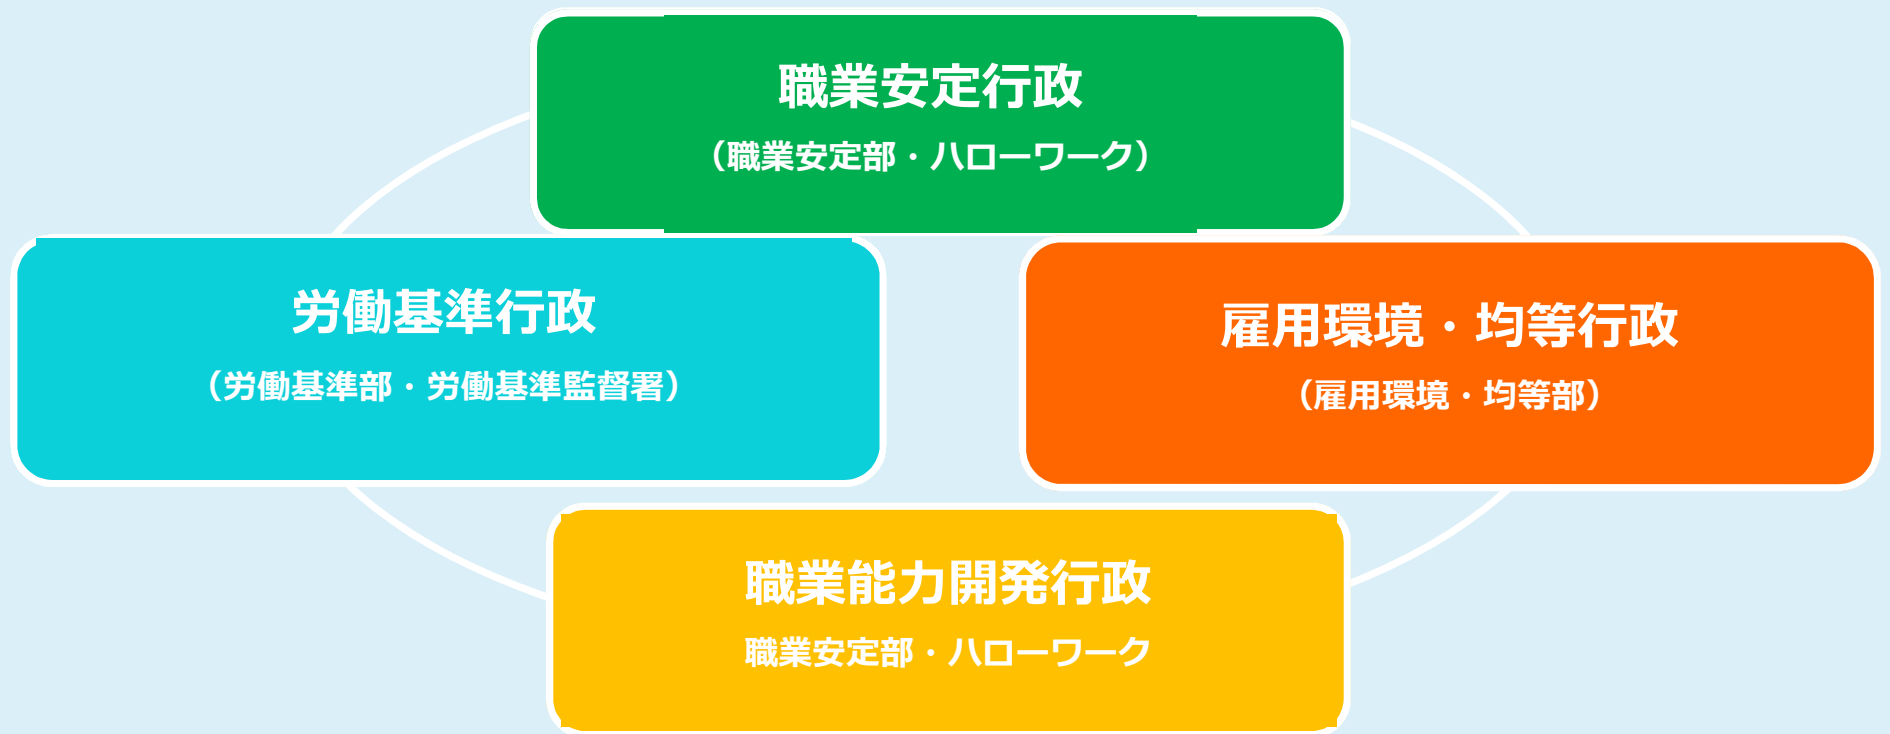 職業安定行政
（職業安定部・ハローワーク）
労働基準行政
（労働基準部・労働基準監督署）
雇用環境・均等行政
（雇用環境・均等部）
職業能力開発行政
職業安定部・ハローワーク